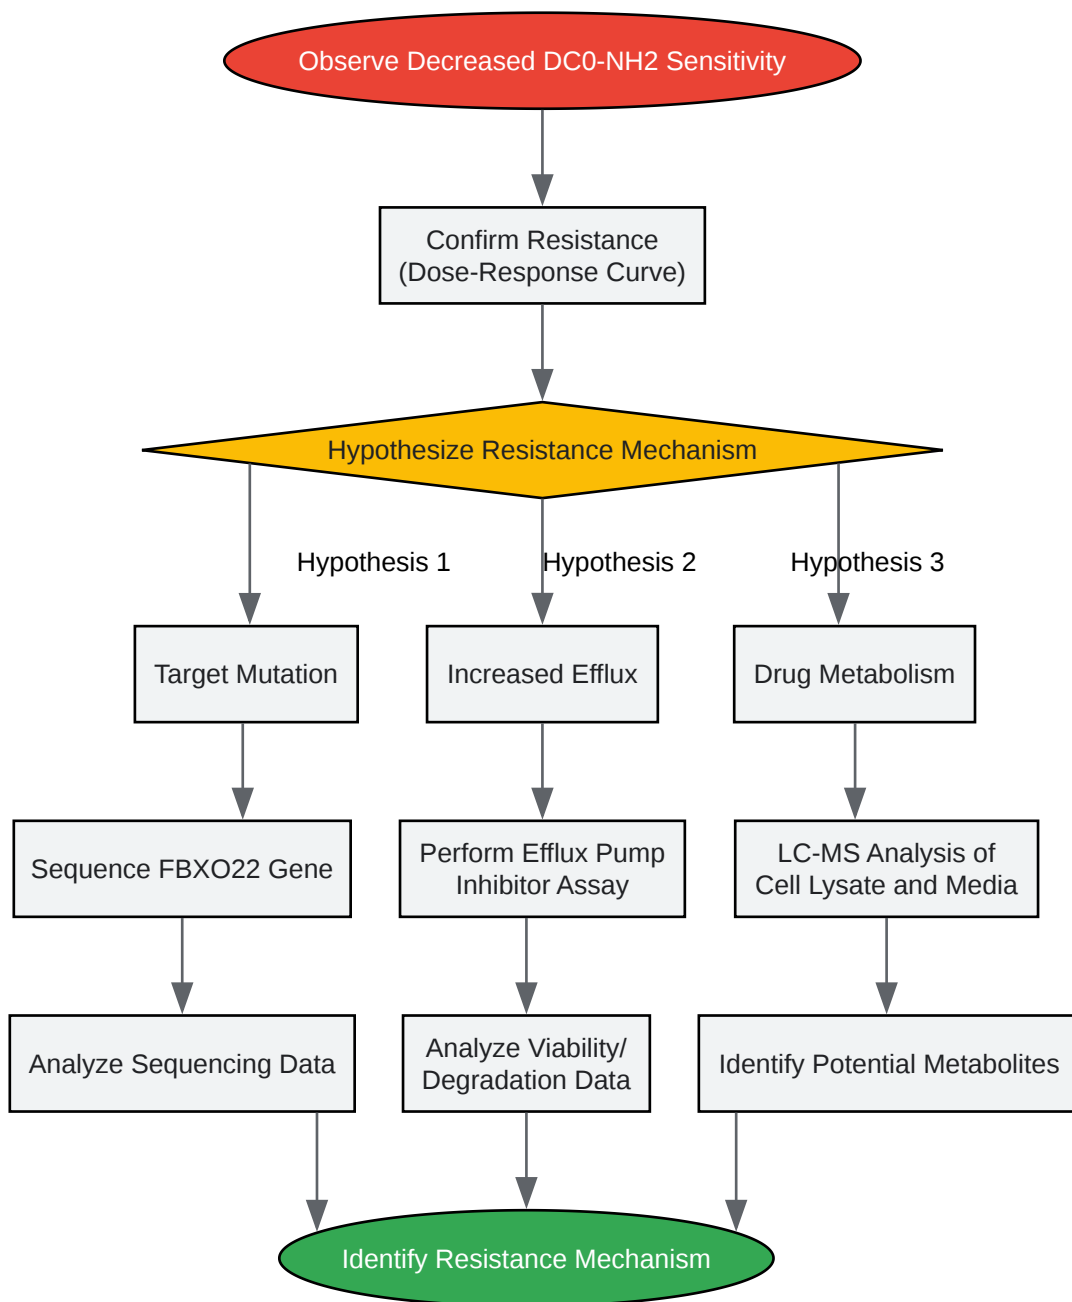 Observe Decreased DC0-NH2 Sensitivity
Confirm Resistance
(Dose-Response Curve)
Hypothesize Resistance Mechanism
Hypothesis 1
Hypothesis 2
Hypothesis 3
Target Mutation
Increased Efflux
Drug Metabolism
Sequence FBXO22 Gene
Perform Efflux Pump
Inhibitor Assay
LC-MS Analysis of
Cell Lysate and Media
Analyze Sequencing Data
Analyze Viability/
Degradation Data
Identify Potential Metabolites
Identify Resistance Mechanism